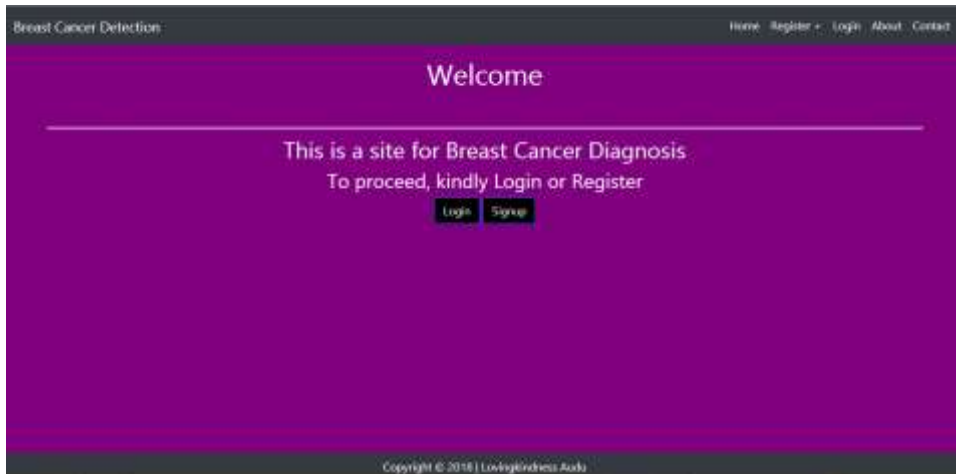 Breast Cancer Detection
Home Register Login About Contact
Welcome
This is a site for Breast Cancer Diagnosis
To proceed, kindly Login or Register
Login Signup
Copyright © 2018 | Lovingkindness Audu